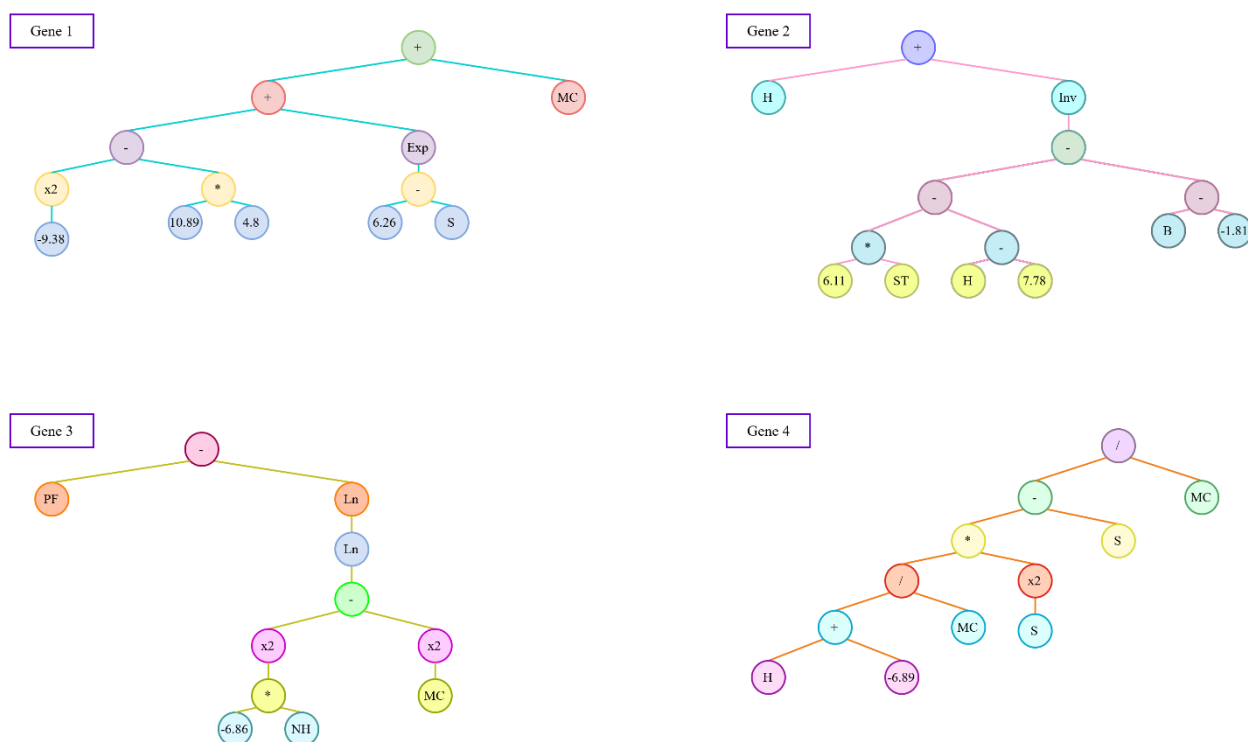 Gene 1
+
+
MC
-
Exp
x2
*
-
-9.38
10.89
4.8
6.26
S
Gene 2
+
H
Inv
-
-
-
*
-
B
-1.81
6.11
ST
H
7.78
Gene 3
-
PF
Ln
Ln
-
x2
x2
*
MC
-6.86
NH
Gene 4
/
-
MC
*
S
/
x2
+
MC
S
H
-6.89